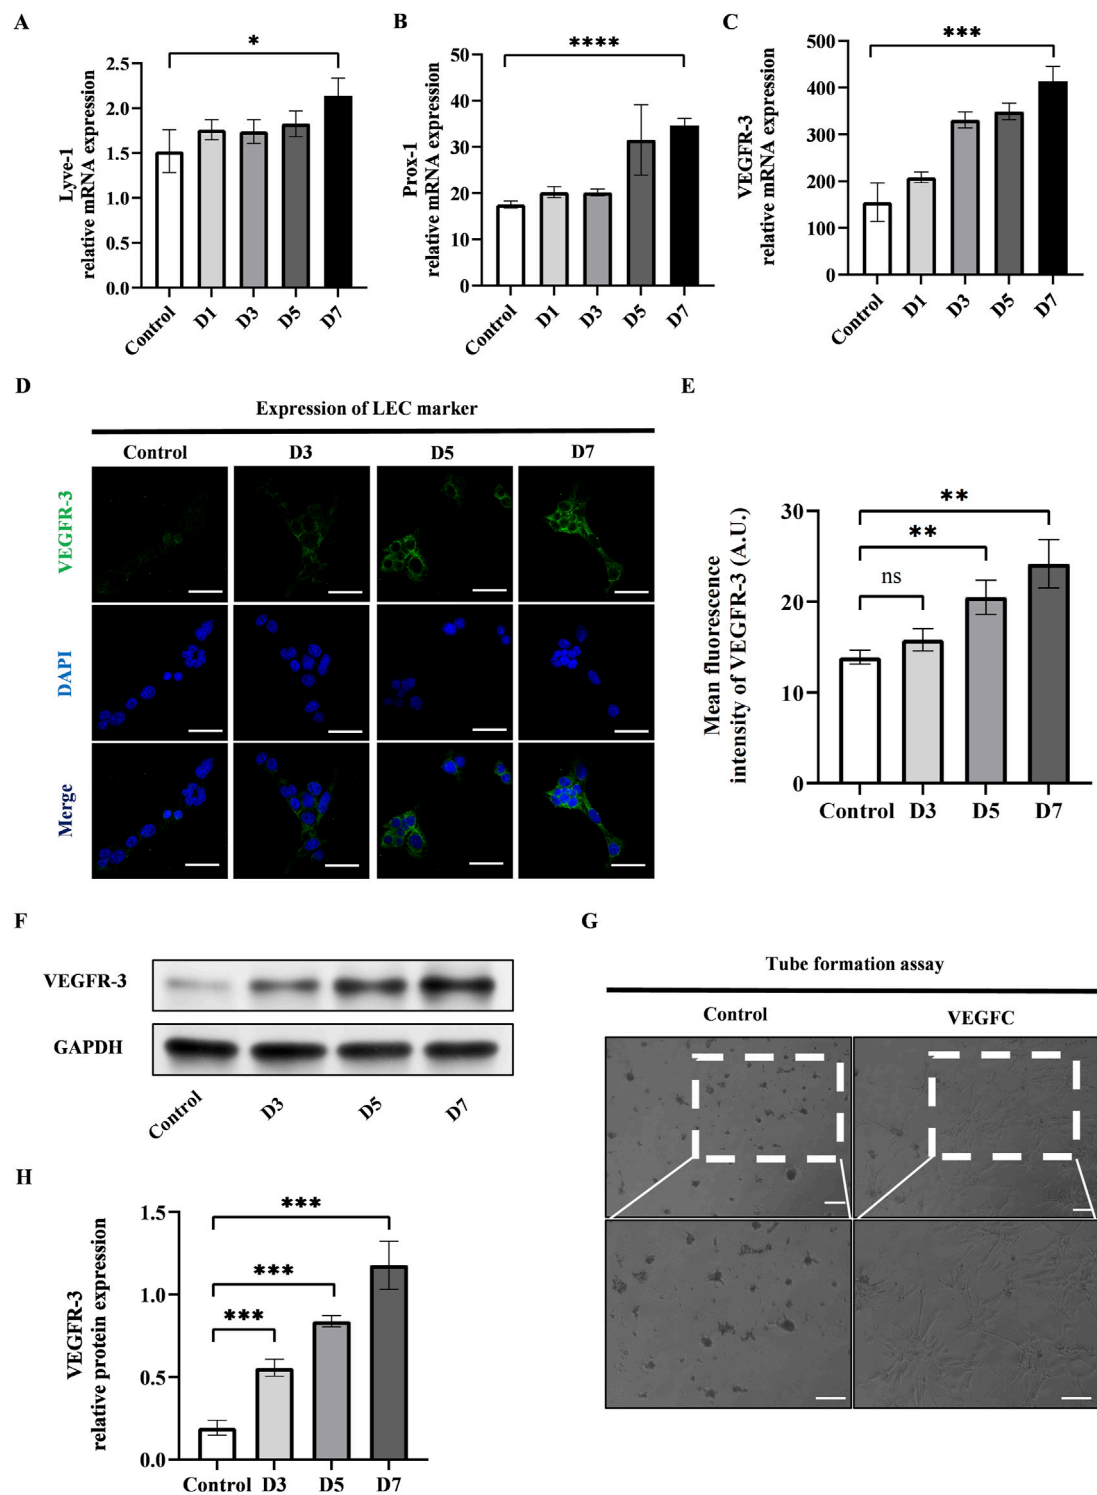 A
Lyve-1
relative mRNA expression
2.5
2.0
1.5
1.0
0.5
0.0
*
Control
D1
D3
D5
D7
B
Prox-1
relative mRNA expression
50
40
30
20
10
0
****
Control
D1
D3
D5
D7
C
VEGFR-3
relative mRNA expression
500
400
300
200
100
0
***
Control
D1
D3
D5
D7
D
Expression of LEC marker
Control
D3
D5
D7
VEGFR-3
DAPI
Merge
E
Mean fluorescence
intensity of VEGFR-3 (A.U.)
30
20
10
0
**
**
ns
Control
D3
D5
D7
F
VEGFR-3
GAPDH
Control
D3
D5
D7
G
Tube formation assay
Control
VEGFC
H
VEGFR-3
relative protein expression
1.5
1.0
0.5
0.0
***
***
***
Control
D3
D5
D7